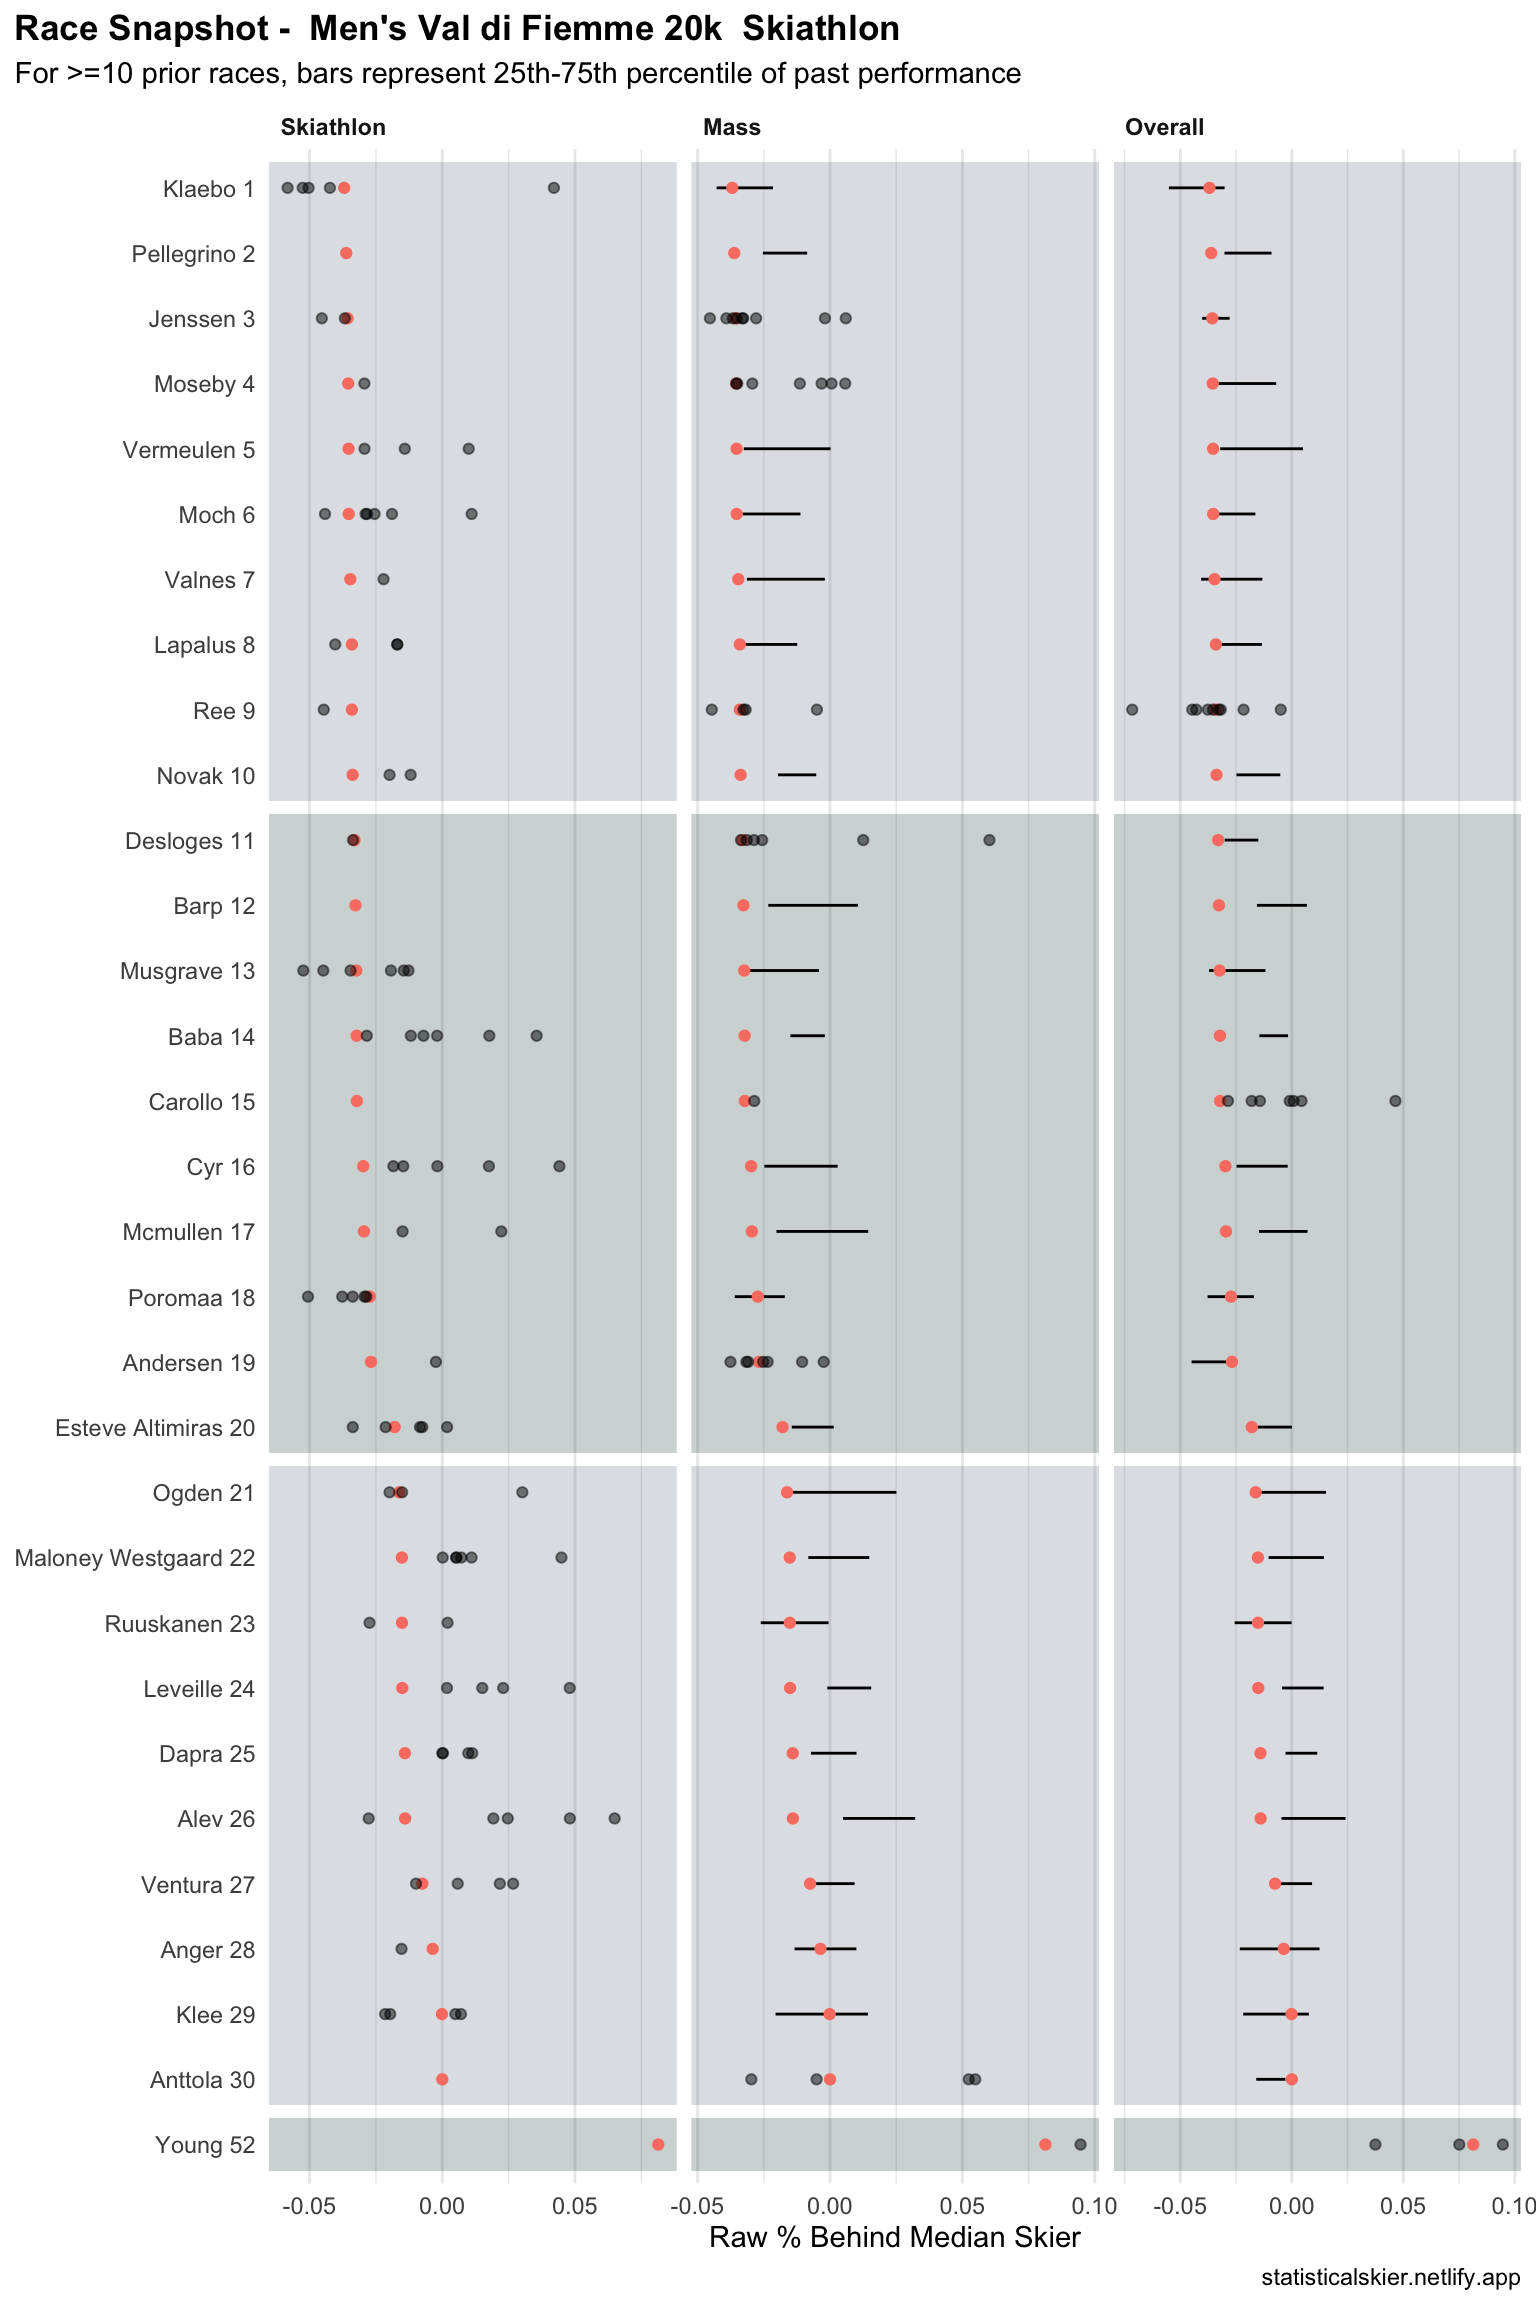 Race Snapshot -  Men's Val di Fiemme 20k  Skiathlon
For >=10 prior races, bars represent 25th-75th percentile of past performance
Skiathlon Mass Overall
Klaebo 1
Pellegrino 2
Jenssen 3
Moseby 4
Vermeulen 5
Moch 6
Valnes 7
Lapalus 8
Ree 9
Novak 10
Desloges 11
Barp 12
Musgrave 13
Baba 14
Carollo 15
Cyr 16
Mcmullen 17
Poromaa 18
Andersen 19
Esteve Altimiras 20
Ogden 21
Maloney Westgaard 22
Ruuskanen 23
Leveille 24
Dapra 25
Alev 26
Ventura 27
Anger 28
Klee 29
Anttola 30
Young 52
-0.05 0.00 0.05 -0.05 0.00 0.05 0.10 -0.05 0.00 0.05 0.10
Raw % Behind Median Skier
statisticalskier.netlify.app